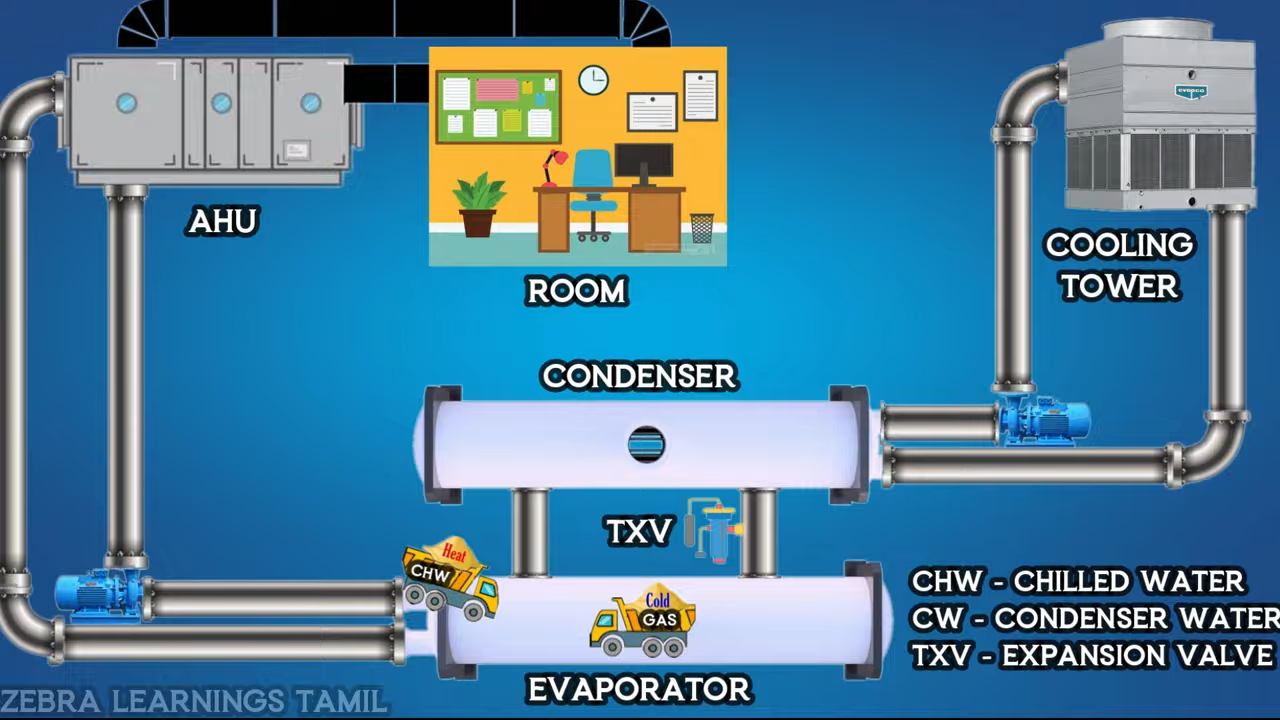 evapco
AHU
ROOM
COOLING
TOWER
CONDENSER
TXV
Heat
CHW
Cold
GAS
CHW - CHILLED WATER
CW - CONDENSER WATER
TXV - EXPANSION VALVE
EVAPORATOR
ZEBRA LEARNINGS TAMIL